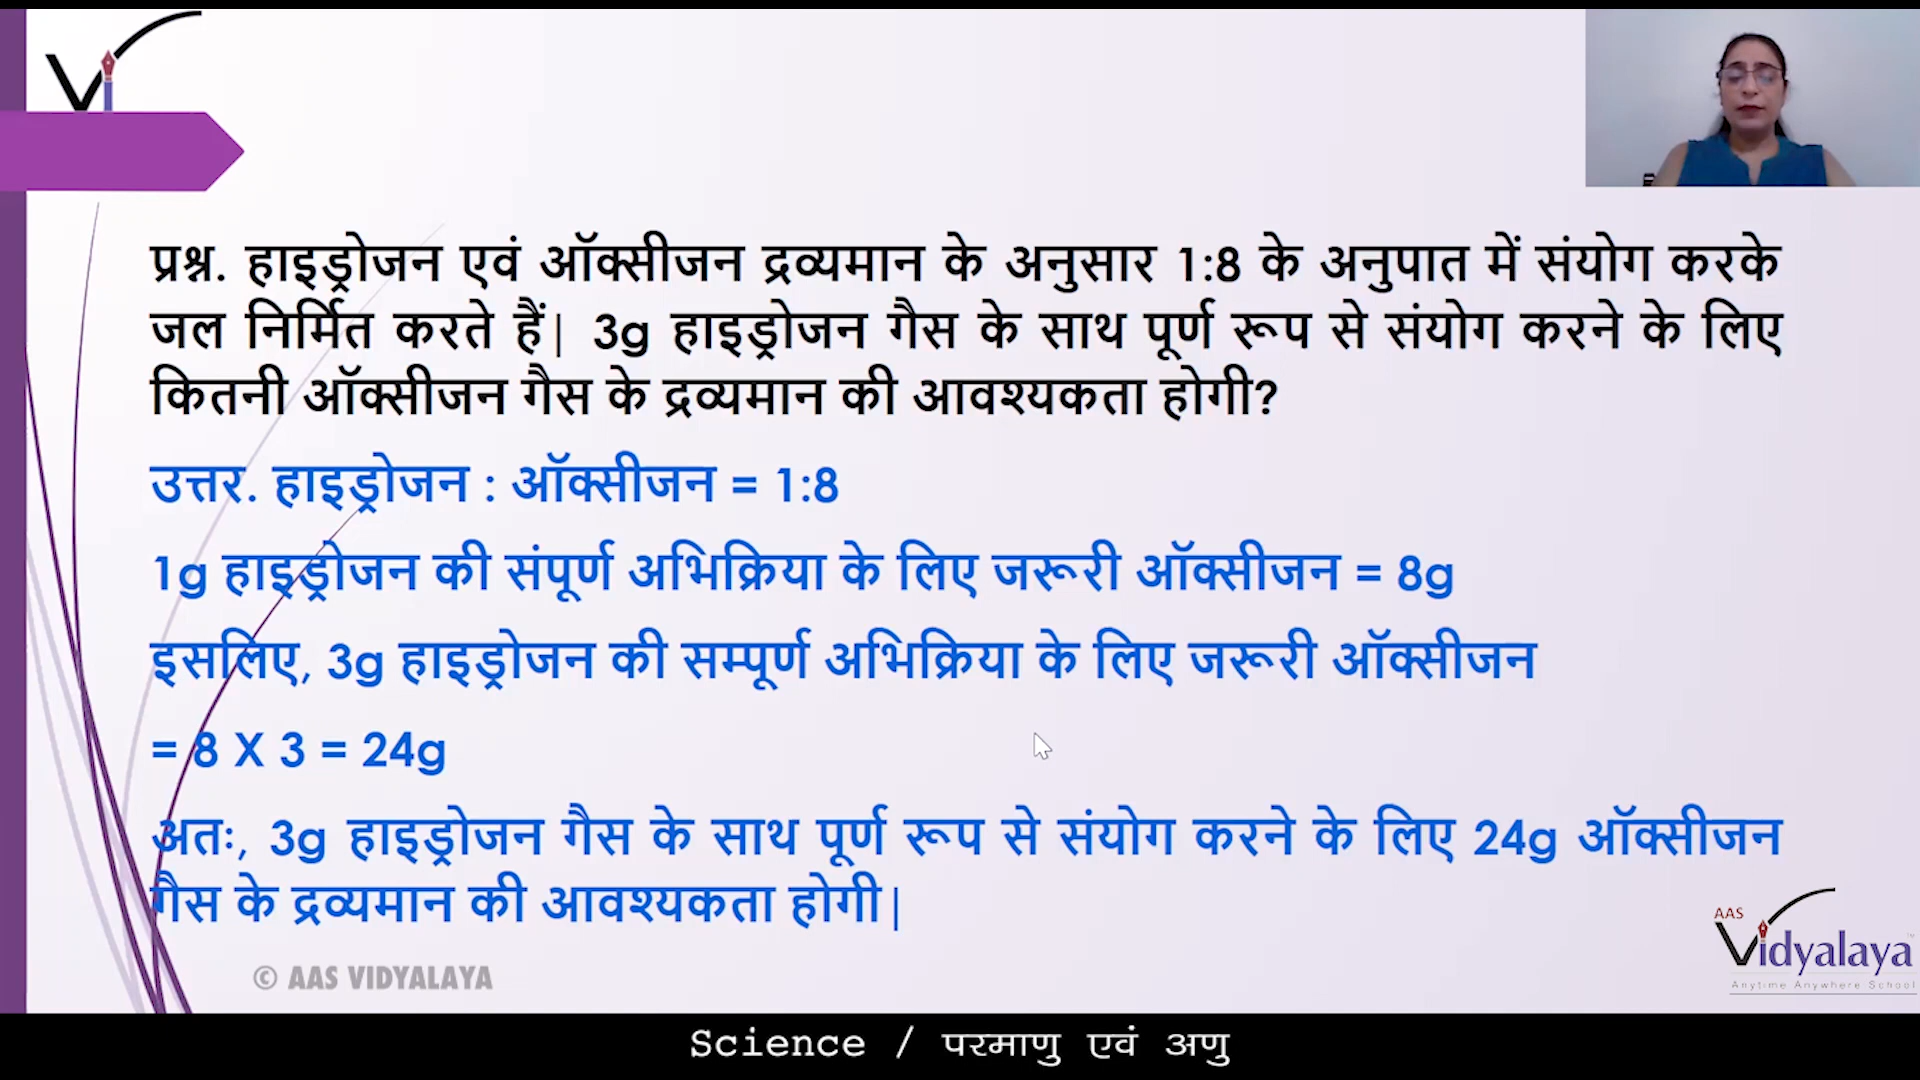 प्रश्न. हाइड्रोजन एवं ऑक्सीजन द्रव्यमान के अनुसार 1:8 के अनुपात में संयोग करके
जल निर्मित करते हैं| 3g हाइड्रोजन गैस के साथ पूर्ण रूप से संयोग करने के लिए
कितनी ऑक्सीजन गैस के द्रव्यमान की आवश्यकता होगी?
उत्तर. हाइड्रोजन : ऑक्सीजन = 1:8
1g हाइड्रोजन की संपूर्ण अभिक्रिया के लिए जरूरी ऑक्सीजन = 8g
इसलिए, 3g हाइड्रोजन की सम्पूर्ण अभिक्रिया के लिए जरूरी ऑक्सीजन
= 8 X 3 = 24g
अतः, 3g हाइड्रोजन गैस के साथ पूर्ण रूप से संयोग करने के लिए 24g ऑक्सीजन
गैस के द्रव्यमान की आवश्यकता होगी|
© AAS VIDYALAYA
AAS
Vidyalaya
Anytime Anywhere School
Science / परमाणु एवं अणु